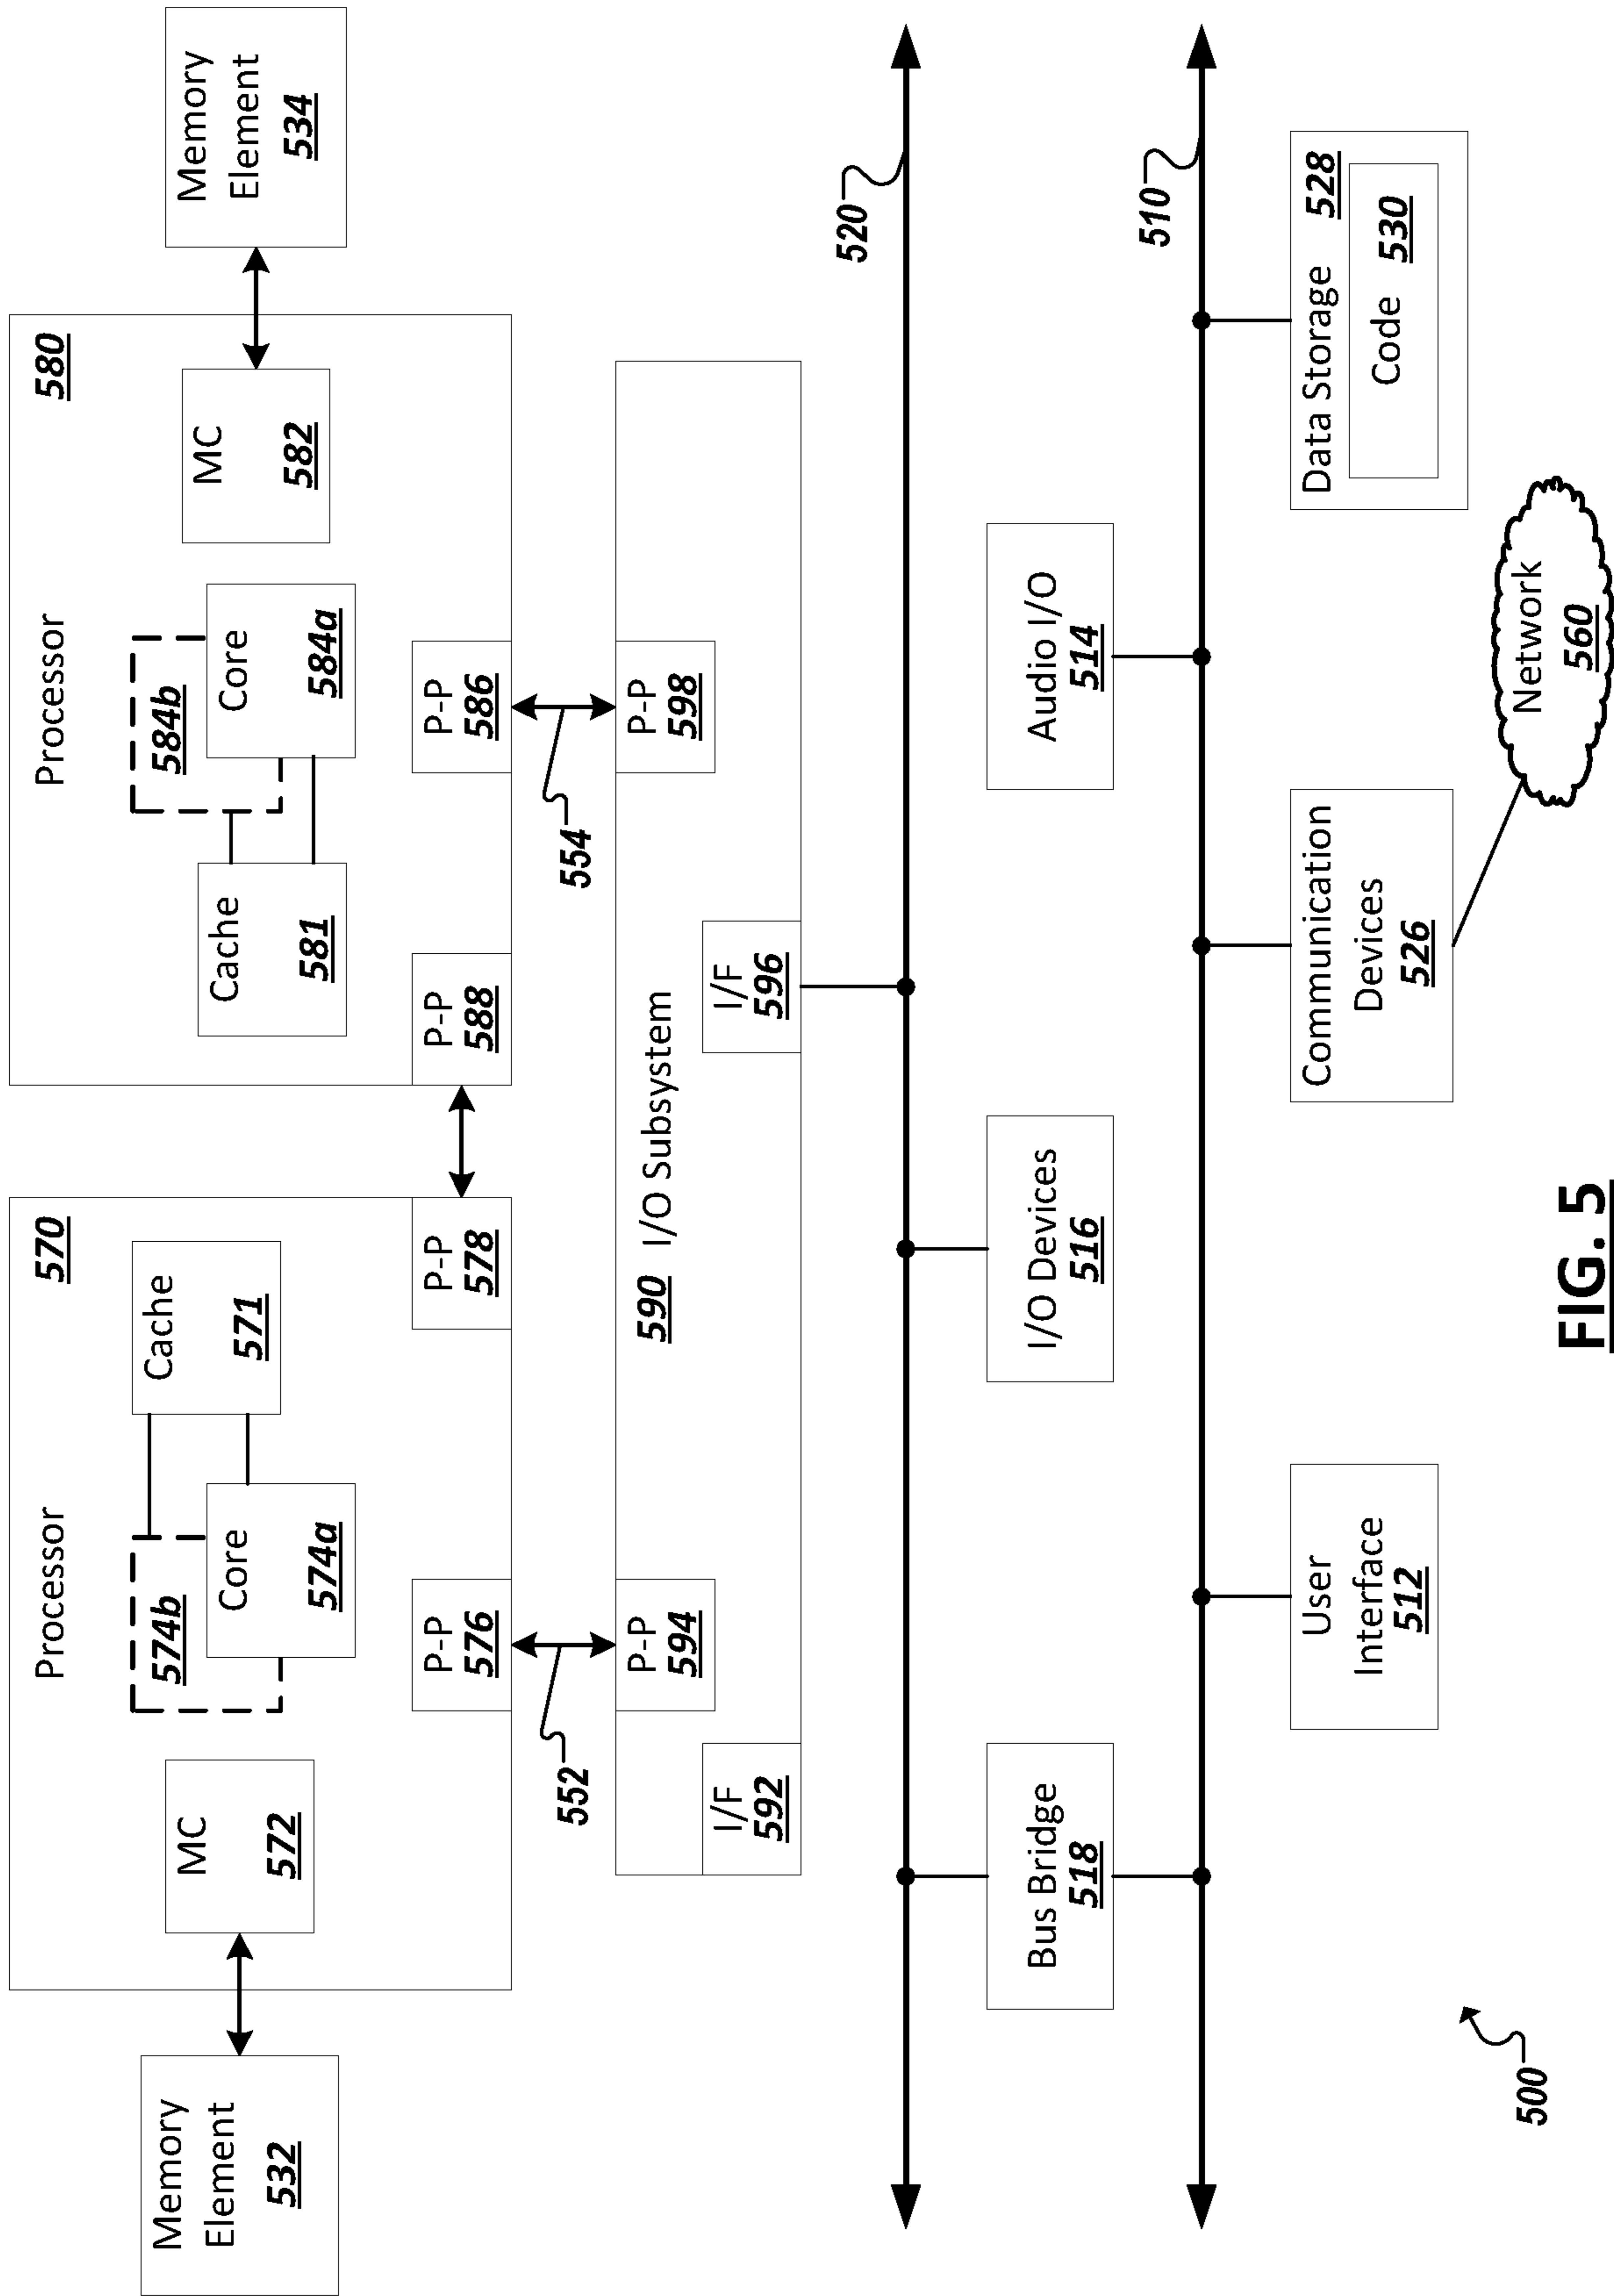 Processor
570
Processor
580
Memory
Element
532
MC
572
574b
Core
574a
Cache
571
Cache
581
584b
Core
584a
MC
582
Memory
Element
534
P-P
576
P-P
578
P-P
588
P-P
586
552
554
I/F
592
P-P
594
590 I/O Subsystem
I/F
596
P-P
598
520
Bus Bridge
518
I/O Devices
516
Audio I/O
514
510
User
Interface
512
Communication
Devices
526
Data Storage 528
Code 530
Network
560
500
FIG. 5